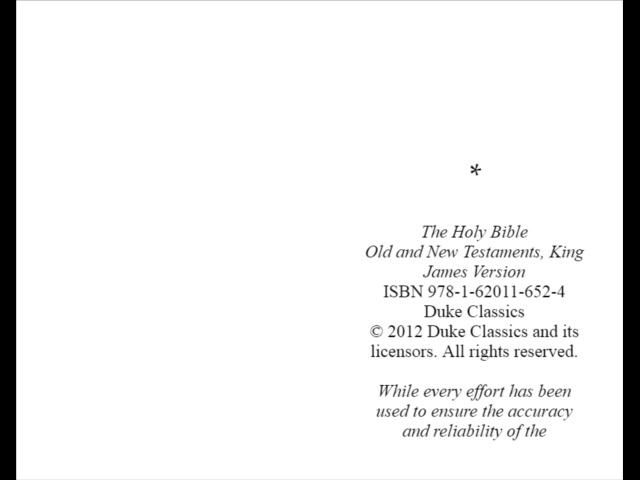 *
The Holy Bible
Old and New Testaments, King
James Version
ISBN 978-1-62011-652-4
Duke Classics
© 2012 Duke Classics and its
licensors. All rights reserved.
While every effort has been
used to ensure the accuracy
and reliability of the